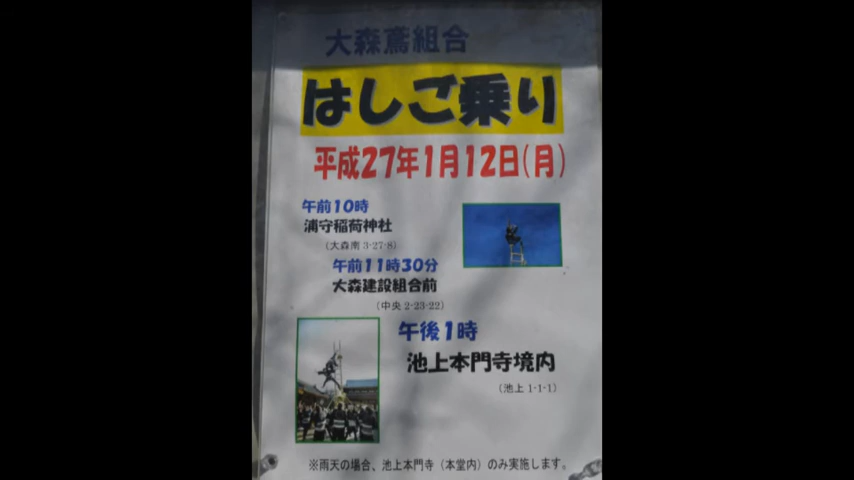 大森鳶組合
はしご乗り
平成27年1月12日(月)
午前10時
浦守稲荷神社
(大森南 3-27-8)
午前11時30分
大森建設組合前
(中央 2-23-22)
午後1時
池上本門寺境内
(池上 1-1-1)
※雨天の場合、池上本門寺（本堂内）のみ実施します。